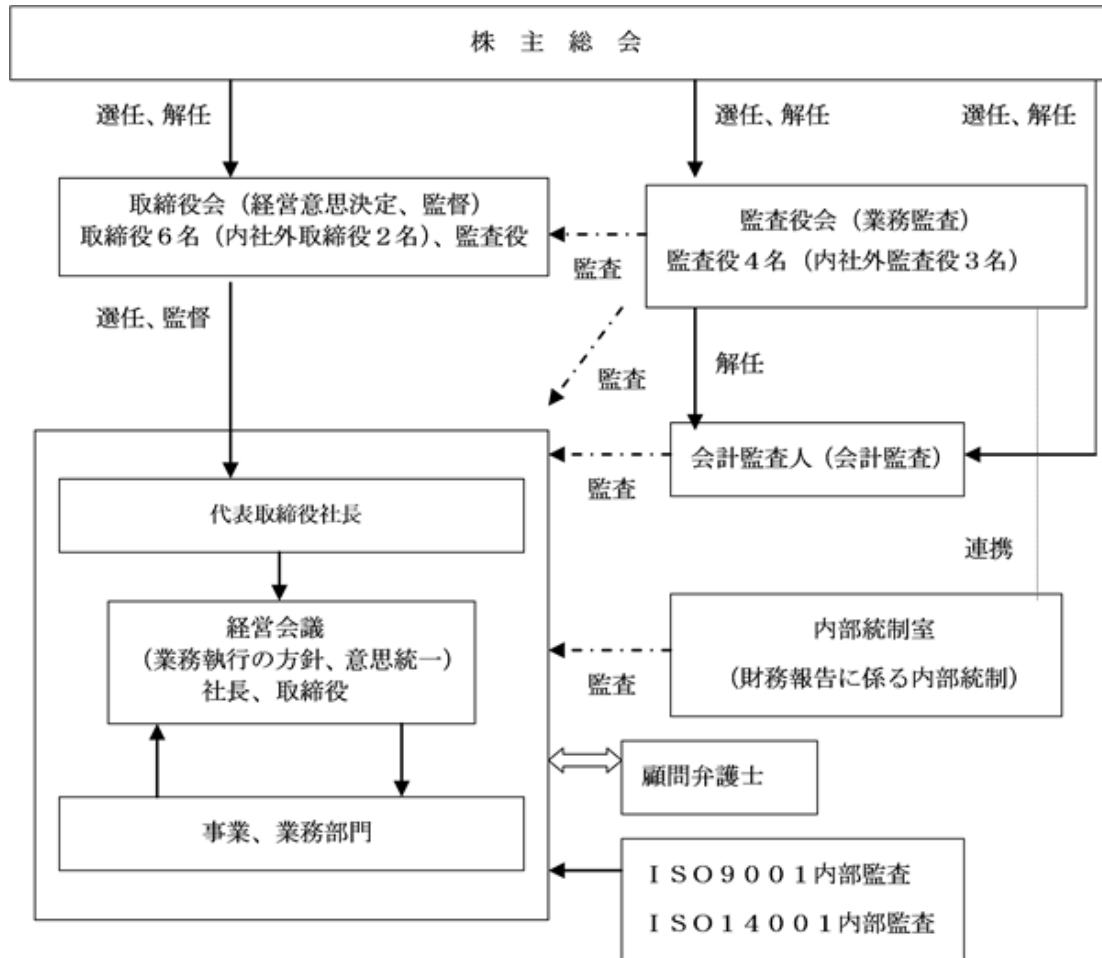 株 主 総 会
選任、解任
選任、解任
選任、解任
取締役会（経営意思決定、監督）
取締役６名（内社外取締役２名）、監査役
監査役会（業務監査）
監査役４名（内社外監査役３名）
監査
選任、監督
監査
解任
会計監査人（会計監査）
監査
代表取締役社長
連携
経営会議
（業務執行の方針、意思統一）
社長、取締役
内部統制室
（財務報告に係る内部統制）
監査
顧問弁護士
事業、業務部門
ＩＳＯ９００１内部監査
ＩＳＯ１４００１内部監査